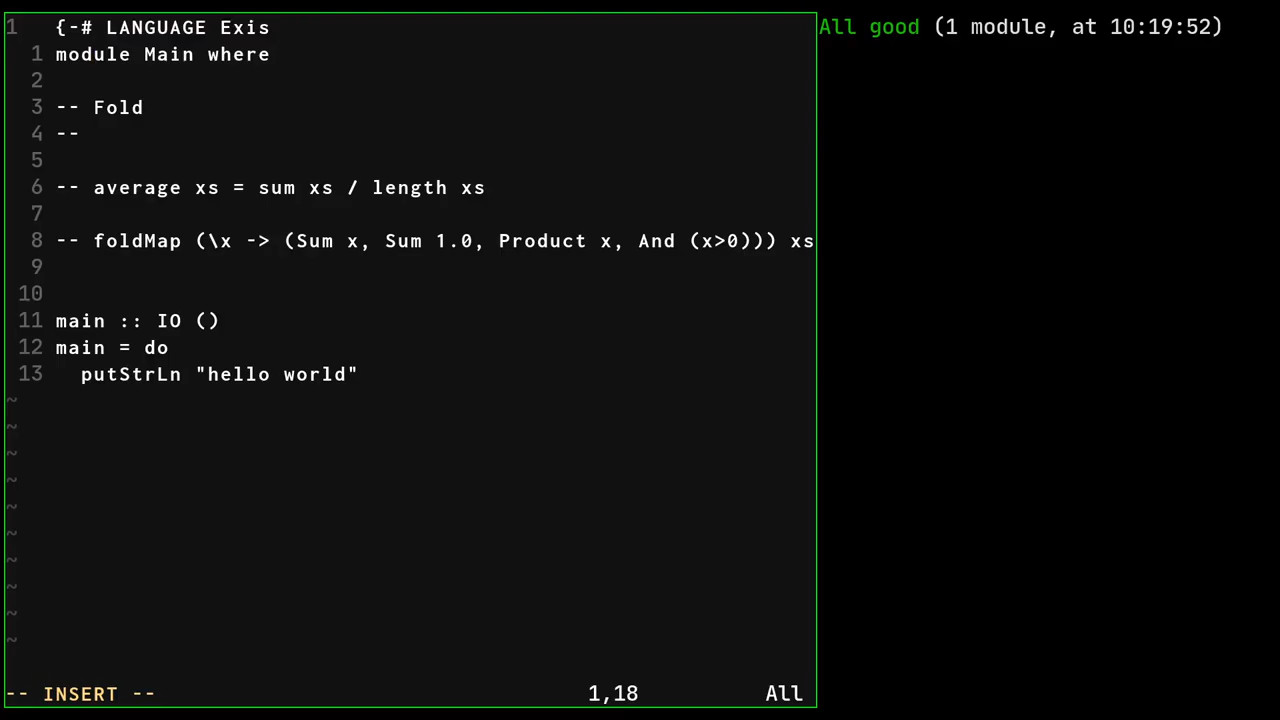 1   {-# LANGUAGE Exis
  1 module Main where
  2
  3 -- Fold
  4 --
  5
  6 -- average xs = sum xs / length xs
  7
  8 -- foldMap (\x -> (Sum x, Sum 1.0, Product x, And (x>0))) xs
  9
 10
 11 main :: IO ()
 12 main = do
 13   putStrLn "hello world"
~
~
~
~
~
~
~
~
~
~
-- INSERT -- 1,18 All
All good (1 module, at 10:19:52)